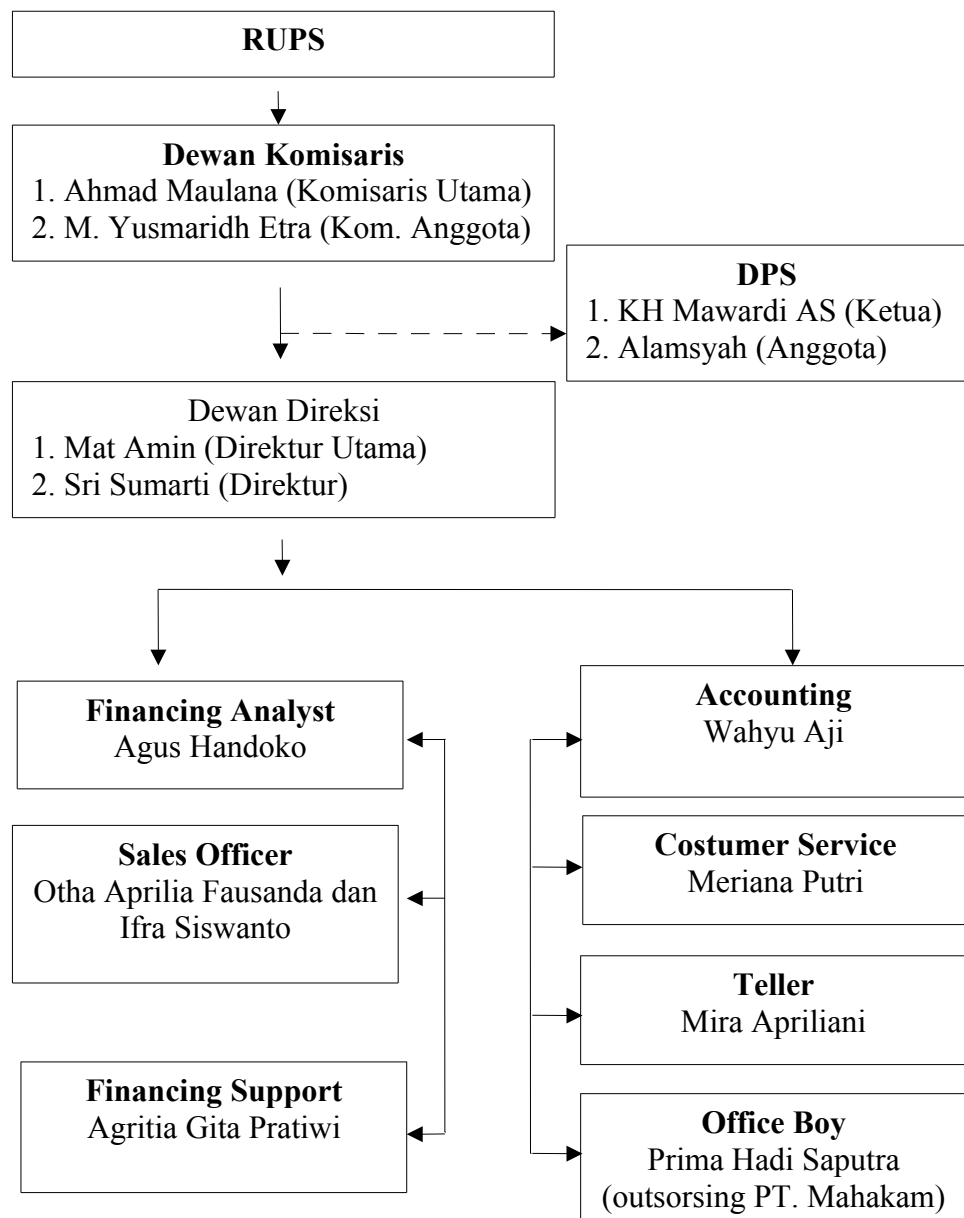 RUPS
Dewan Komisaris
1. Ahmad Maulana (Komisaris Utama)
2. M. Yusmaridh Etra (Kom. Anggota)
DPS
1. KH Mawardi AS (Ketua)
2. Alamsyah (Anggota)
Dewan Direksi
1. Mat Amin (Direktur Utama)
2. Sri Sumarti (Direktur)
Financing Analyst
Agus Handoko
Sales Officer
Otha Aprilia Fausanda dan
Ifra Siswanto
Financing Support
Agritia Gita Pratiwi
Accounting
Wahyu Aji
Costumer Service
Meriana Putri
Teller
Mira Apriliani
Office Boy
Prima Hadi Saputra
(outsorsing PT. Mahakam)